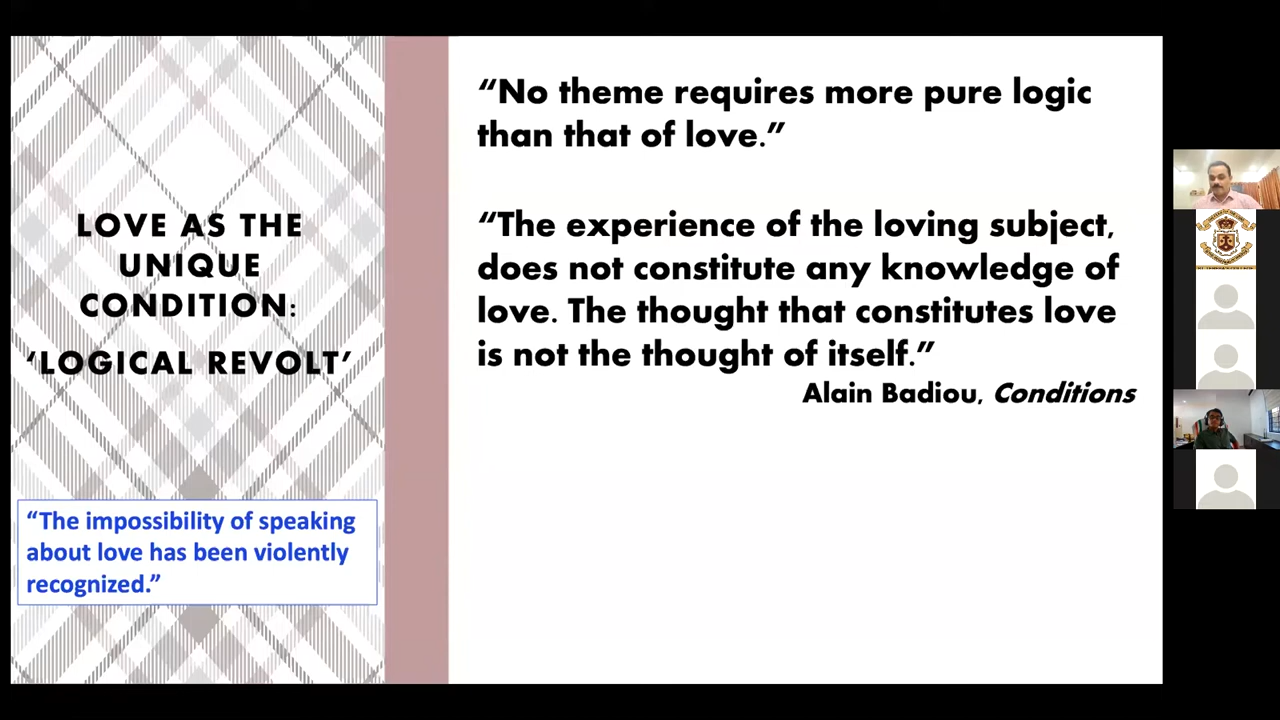 LOVE AS THE
UNIQUE
CONDITION:
‘LOGICAL REVOLT’
“The impossibility of speaking
about love has been violently
recognized.”
“No theme requires more pure logic
than that of love.”
“The experience of the loving subject,
does not constitute any knowledge of
love. The thought that constitutes love
is not the thought of itself.”
Alain Badiou, Conditions